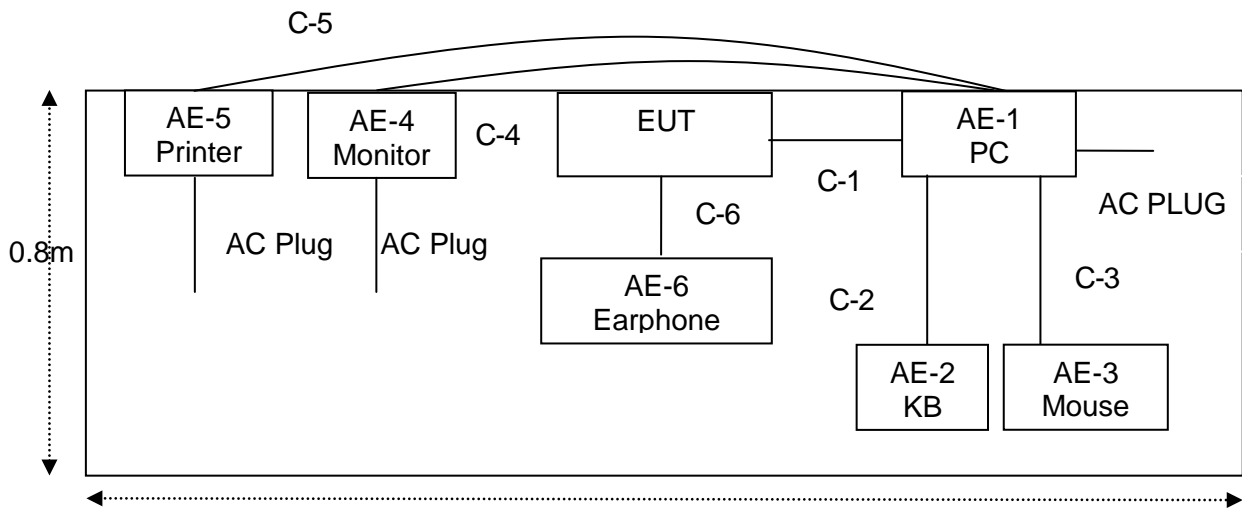 C-5
AE-5
Printer
AE-4
Monitor
C-4
EUT
AE-1
PC
C-1
AC PLUG
C-6
AC Plug
AC Plug
0.8m
AE-6
Earphone
C-2
C-3
AE-2
KB
AE-3
Mouse